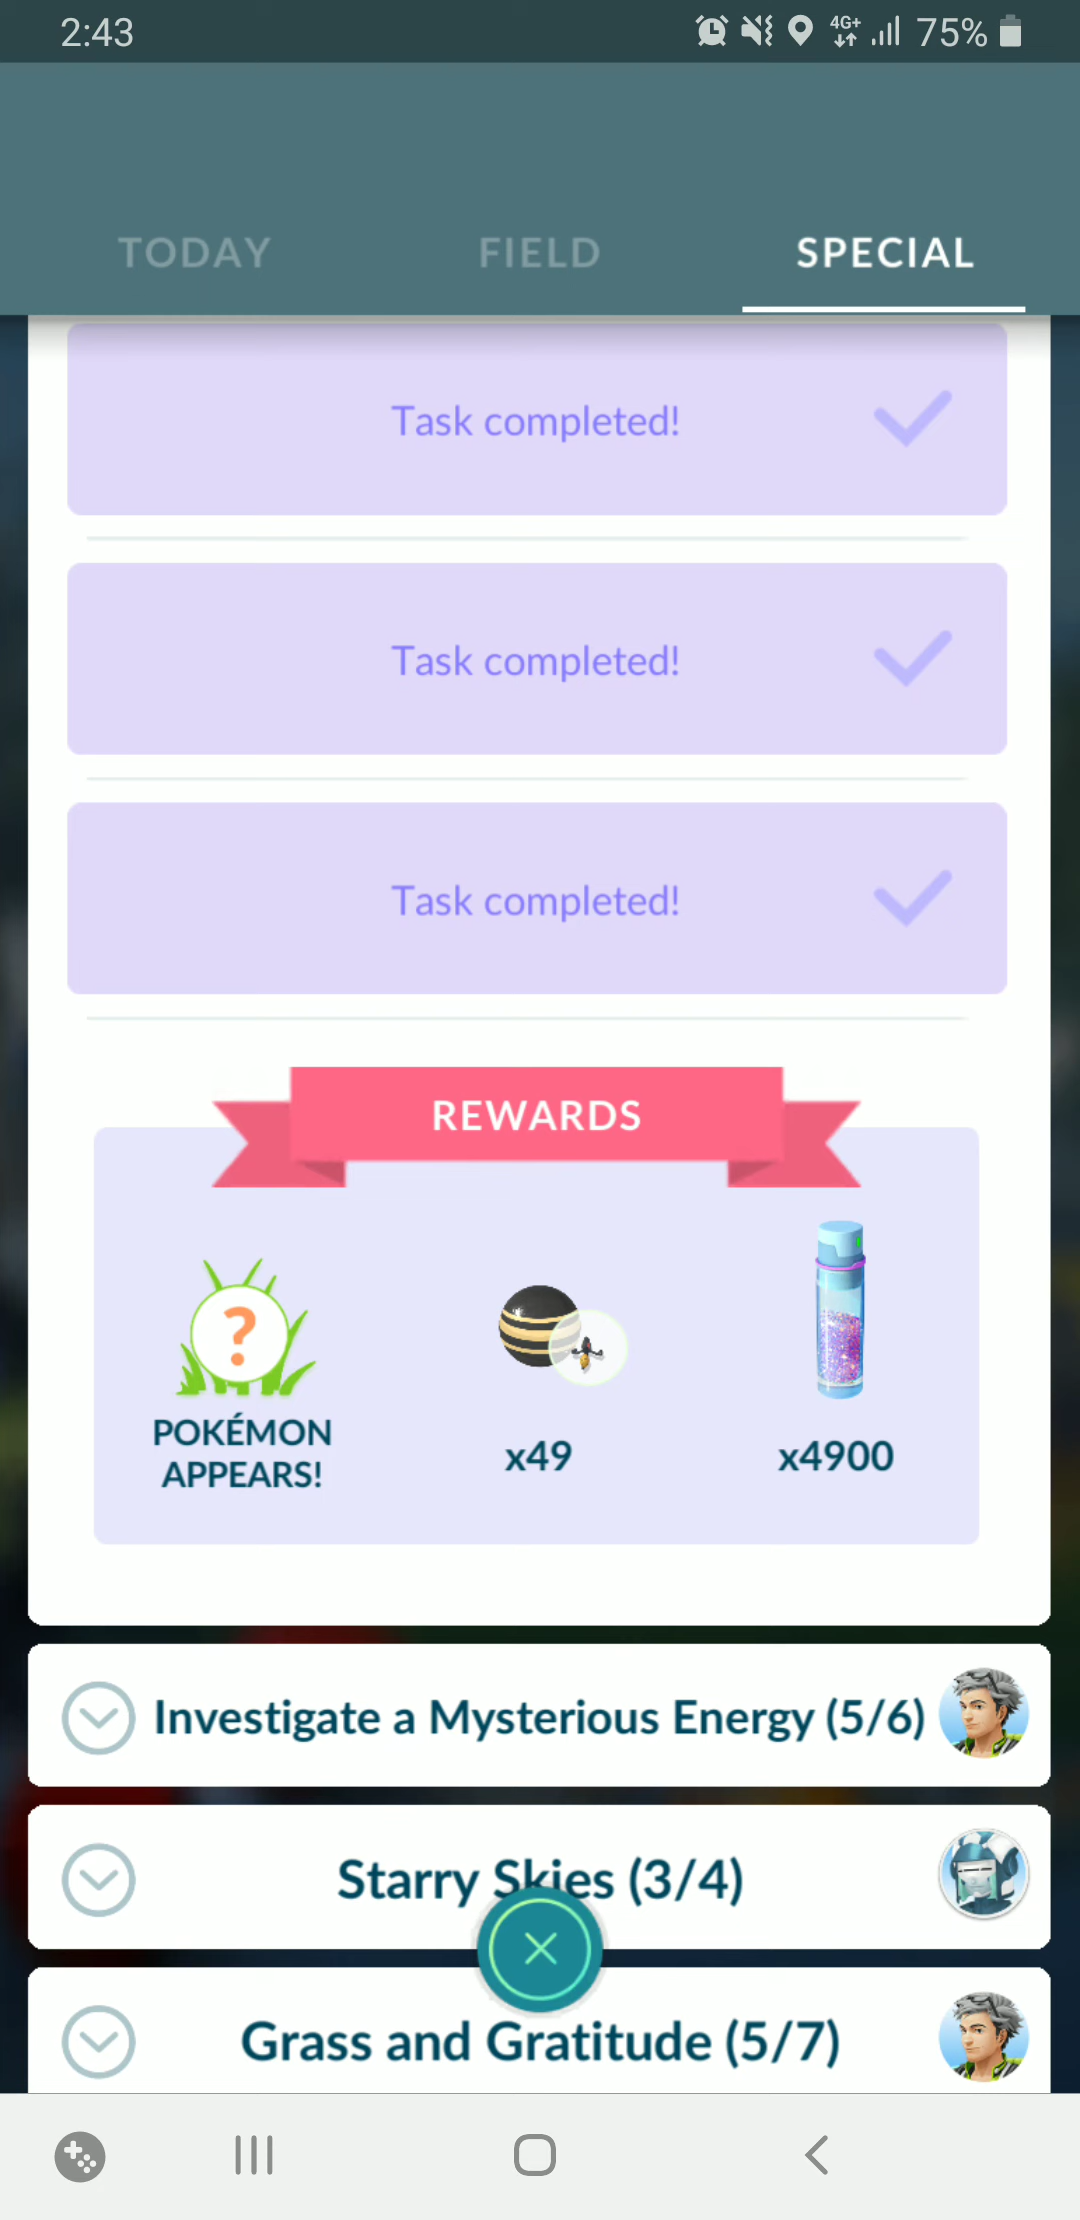 2:43
4G+
75%
TODAY
FIELD
SPECIAL
Task completed!
Task completed!
Task completed!
REWARDS
?
POKÉMON
APPEARS!
x49
x4900
Investigate a Mysterious Energy (5/6)
Starry Skies (3/4)
Grass and Gratitude (5/7)